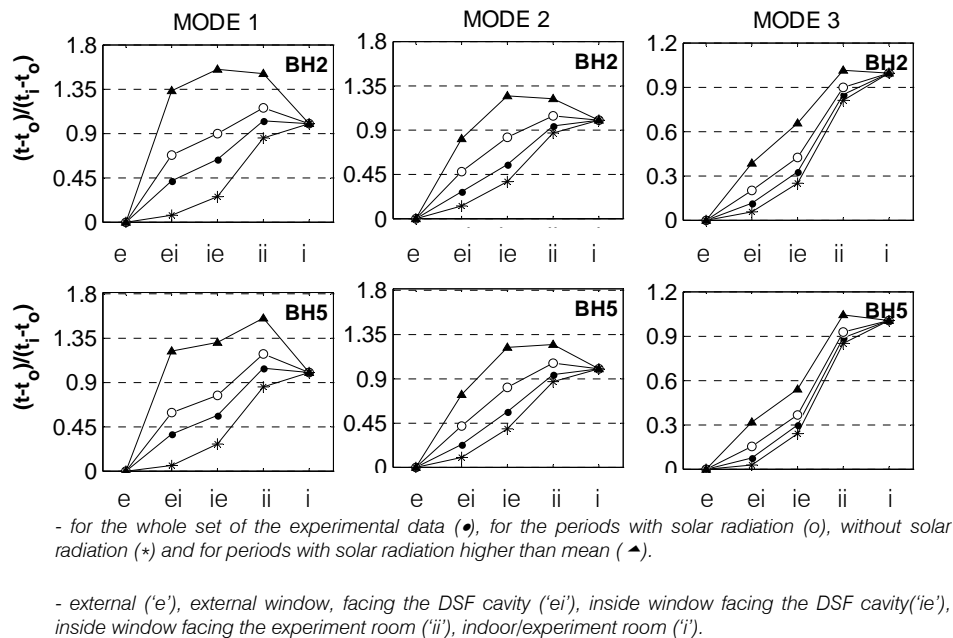 MODE 1 MODE 2 MODE 3
(t-t₀)/(tᵢ-t₀)
1.8 1.35 0.9 0.45 0
BH2
e ei ie ii i
1.8 1.35 0.9 0.45 0
BH2
e ei ie ii i
1.2 0.9 0.6 0.3 0
BH2
e ei ie ii i
(t-t₀)/(tᵢ-t₀)
1.8 1.35 0.9 0.45 0
BH5
e ei ie ii i
1.8 1.35 0.9 0.45 0
BH5
e ei ie ii i
1.2 0.9 0.6 0.3 0
BH5
e ei ie ii i
- for the whole set of the experimental data (●), for the periods with solar radiation (o), without solar
radiation (*) and for periods with solar radiation higher than mean ( ▲).
- external ('e'), external window, facing the DSF cavity ('ei'), inside window facing the DSF cavity('ie'),
inside window facing the experiment room ('ii'), indoor/experiment room ('i').